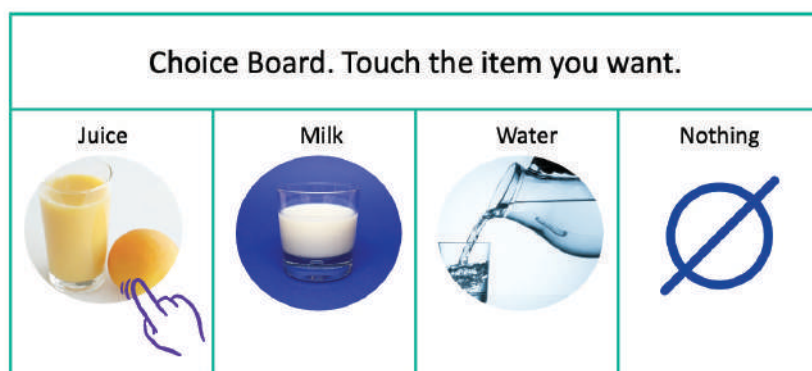 Choice Board. Touch the item you want.
Juice
Milk
Water
Nothing